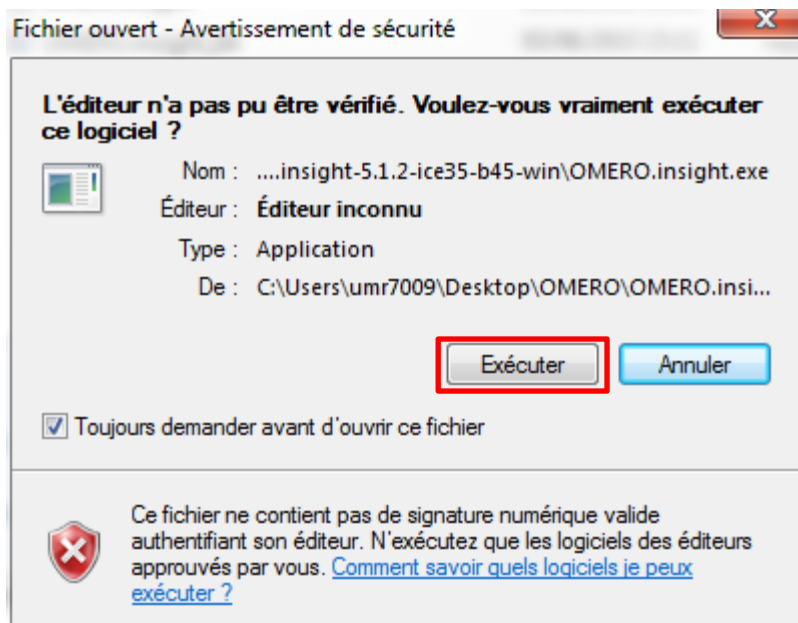 Fichier ouvert - Avertissement de sécurité
L'éditeur n'a pas pu être vérifié. Voulez-vous vraiment exécuter
ce logiciel ?
Nom : ....insight-5.1.2-ice35-b45-win\OMERO.insight.exe
Éditeur : Éditeur inconnu
Type : Application
De : C:\Users\umr7009\Desktop\OMERO\OMERO.insi...
Exécuter
Annuler
Toujours demander avant d'ouvrir ce fichier
Ce fichier ne contient pas de signature numérique valide
authentifiant son éditeur. N'exécutez que les logiciels des éditeurs
approuvés par vous. Comment savoir quels logiciels je peux
exécuter ?